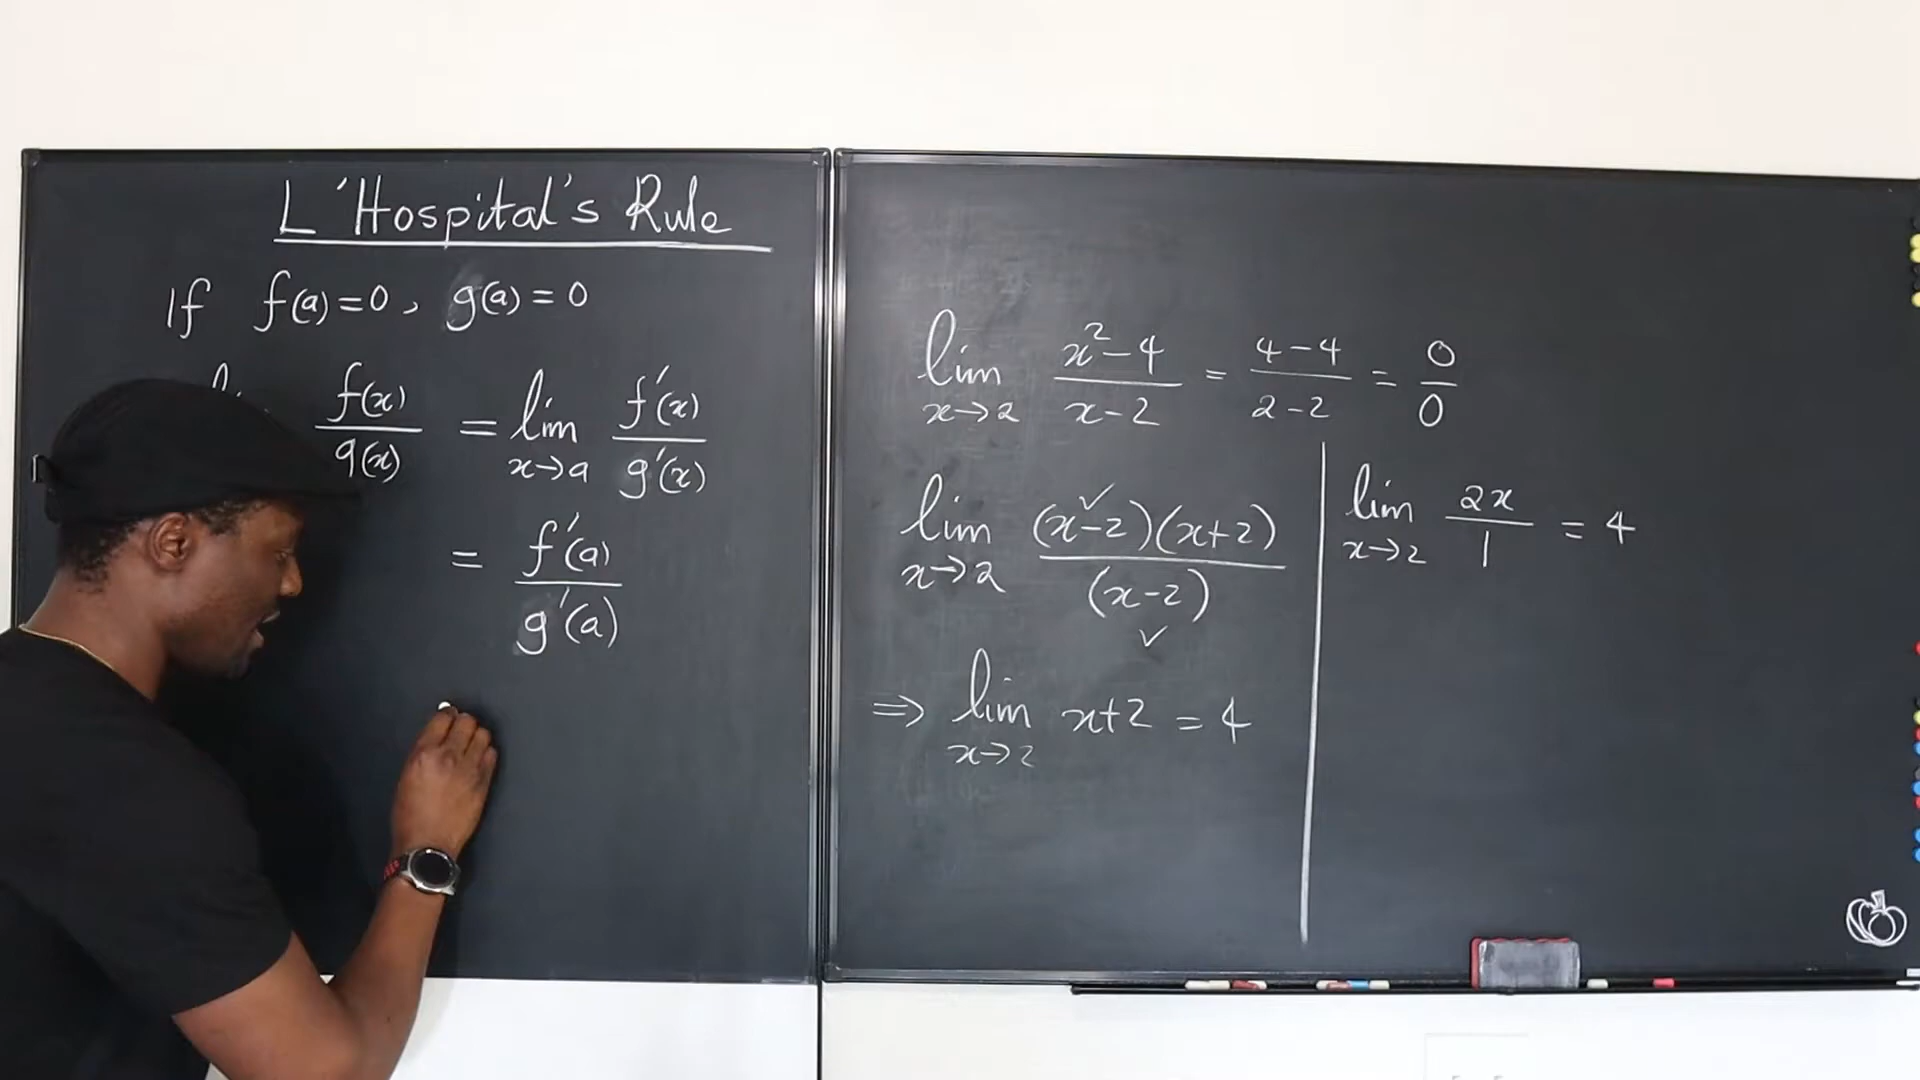 L'Hospital's Rule
If f(a)=0, g(a)=0
f(x)/g(x) = lim x→a f'(x)/g'(x)
= f'(a)/g'(a)
lim x→2 x²-4/x-2 = 4-4/2-2 = 0/0
lim x→2 (x-2)(x+2)/(x-2)
⇒ lim x→2 x+2 = 4
lim x→2 2x/1 = 4